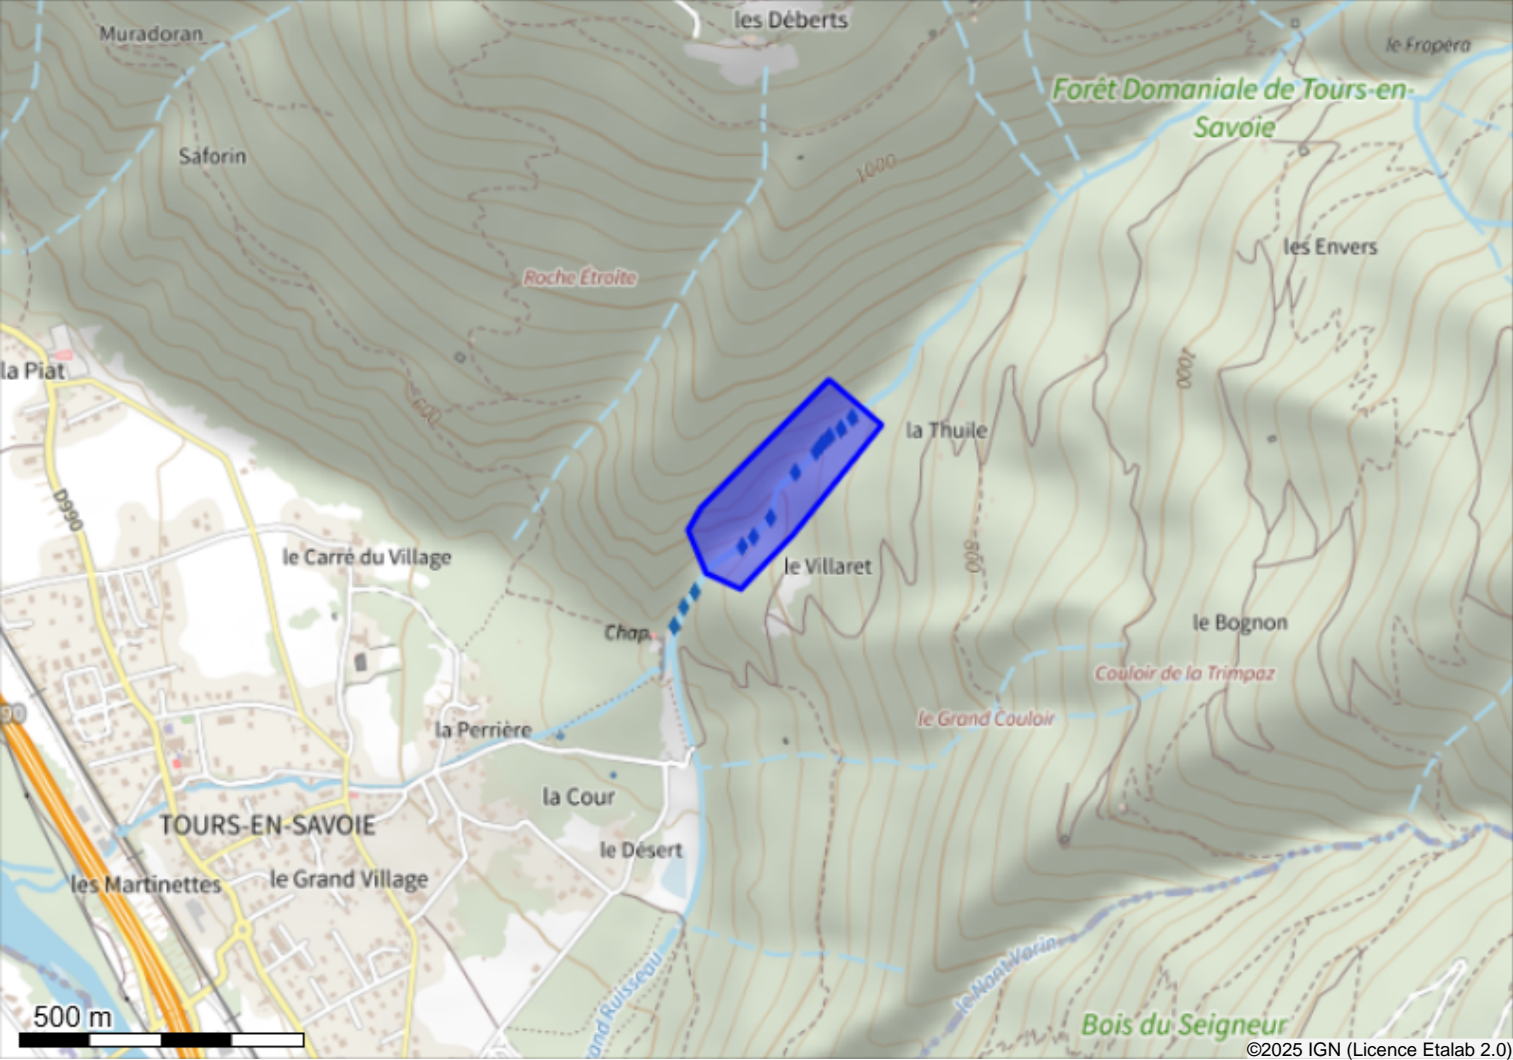 les Déberts
Muradoran
le Fropéra
Forêt Domaniale de Tours-en-
Savoie
Saforin
1000
les Envers
Roche Étroite
la Piat
1000
600
la Thuile
D990
le Carré du Village
800
le Villaret
le Bognon
Chap.
Couloir de la Trimpaz
90
le Grand Couloir
la Perrière
la Cour
TOURS-EN-SAVOIE
le Désert
les Martinettes
le Grand Village
le Nant Varin
and Ruisseau
500 m
Bois du Seigneur
©2025 IGN (Licence Etalab 2.0)